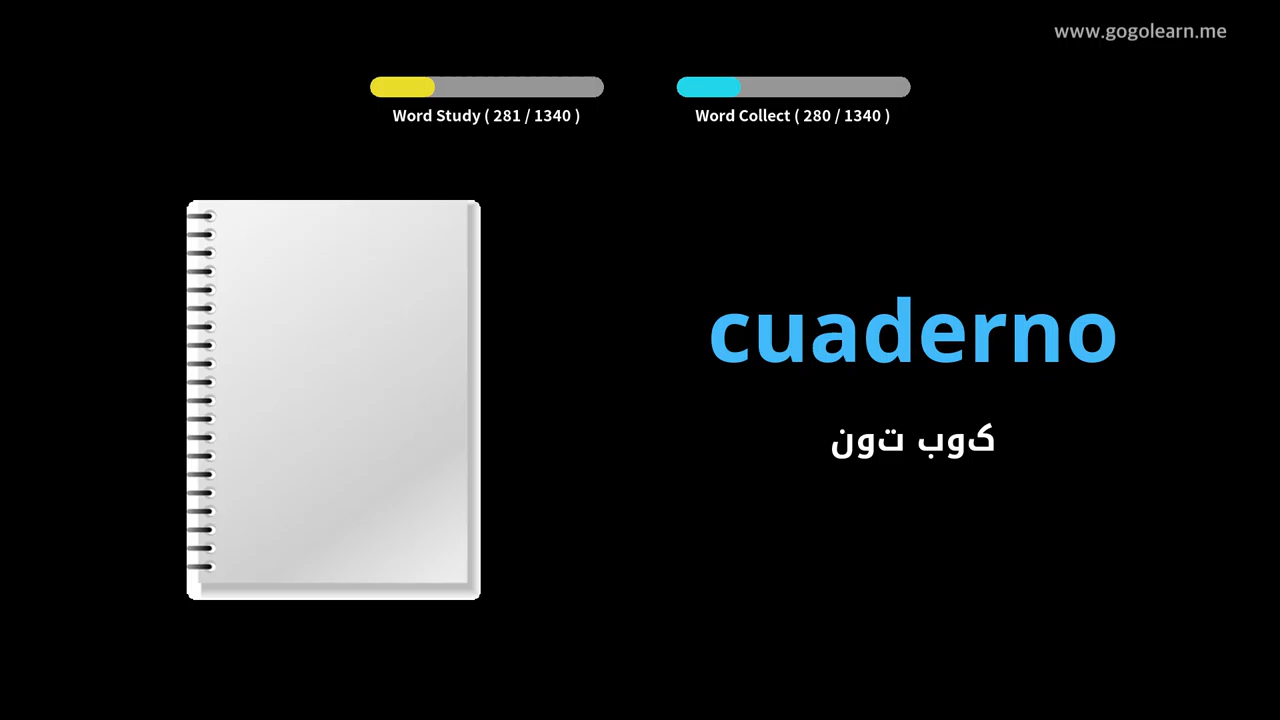 www.gogolearn.me
Word Study ( 281 / 1340 )
Word Collect ( 280 / 1340 )
cuaderno
کوب تون